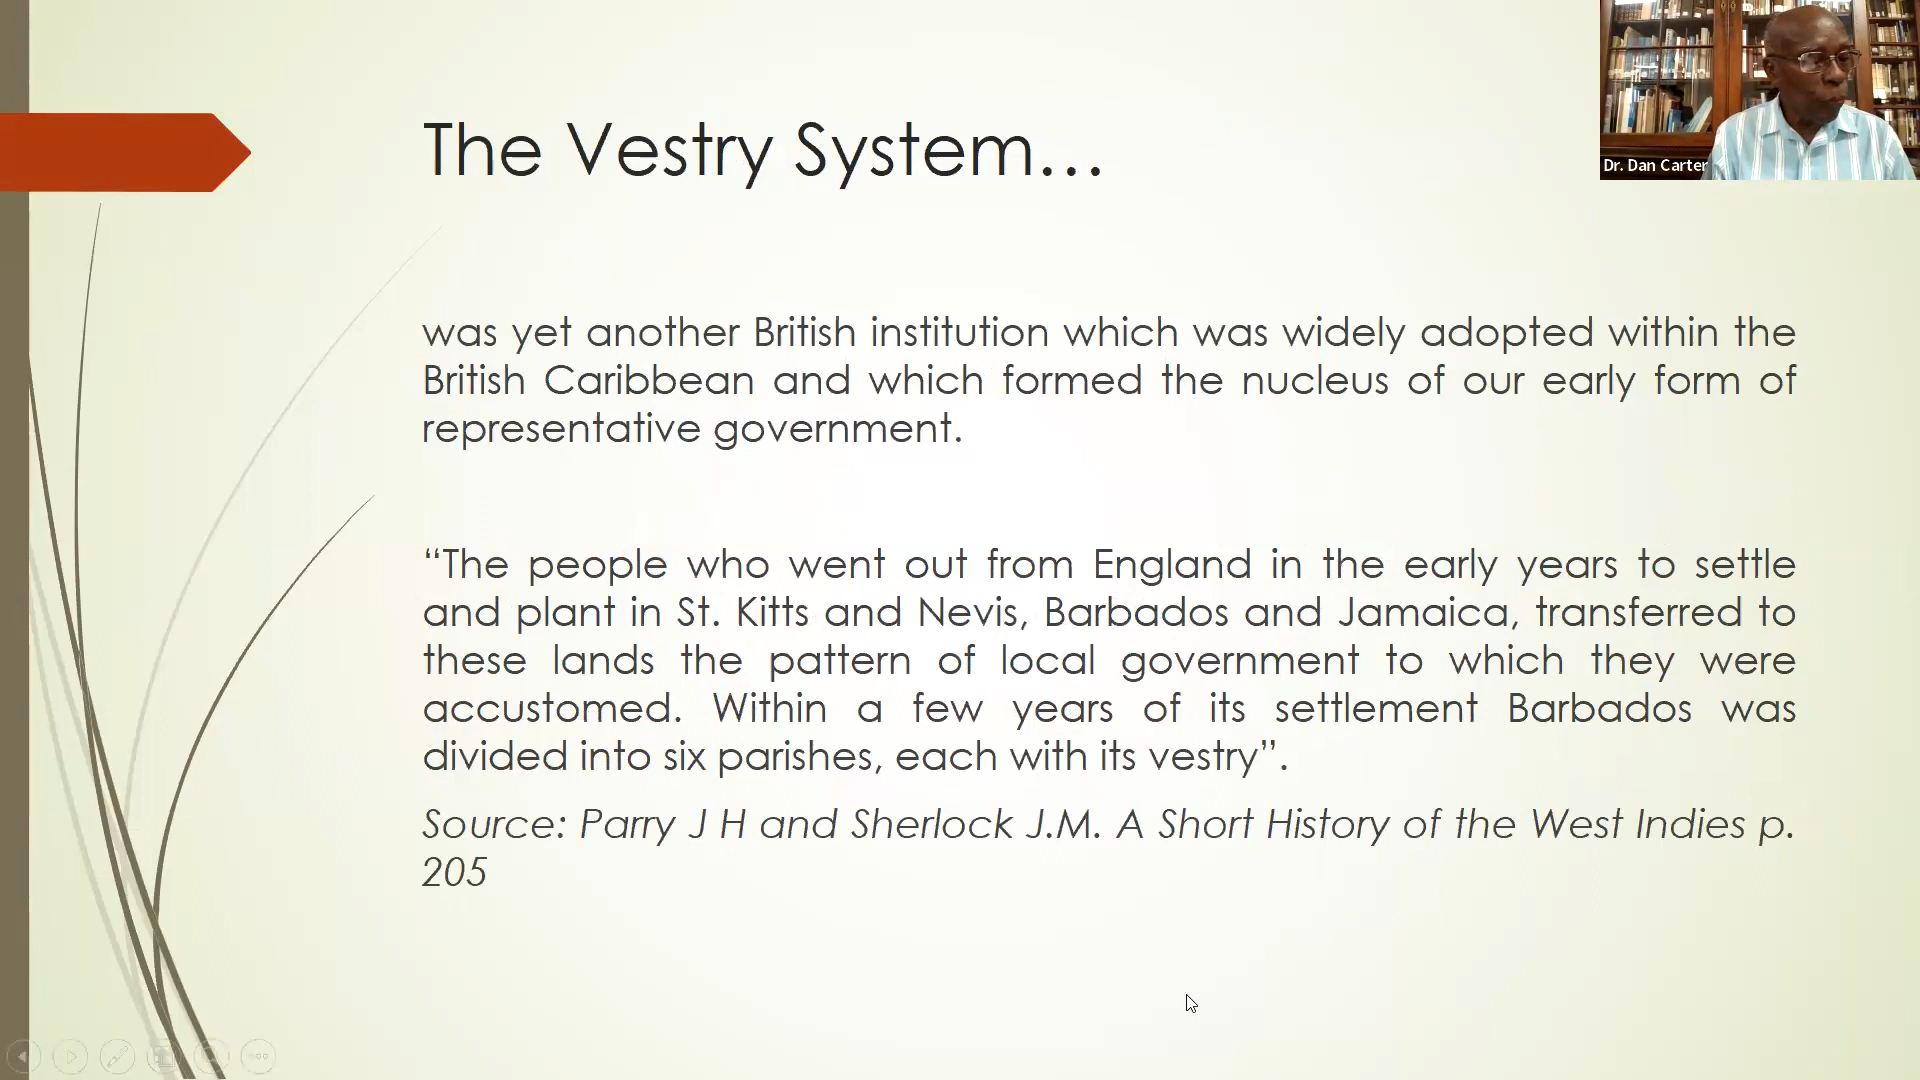 The Vestry System...
Dr. Dan Carter
was yet another British institution which was widely adopted within the
British Caribbean and which formed the nucleus of our early form of
representative government.
“The people who went out from England in the early years to settle
and plant in St. Kitts and Nevis, Barbados and Jamaica, transferred to
these lands the pattern of local government to which they were
accustomed. Within a few years of its settlement Barbados was
divided into six parishes, each with its vestry”.
Source: Parry J H and Sherlock J.M. A Short History of the West Indies p.
205